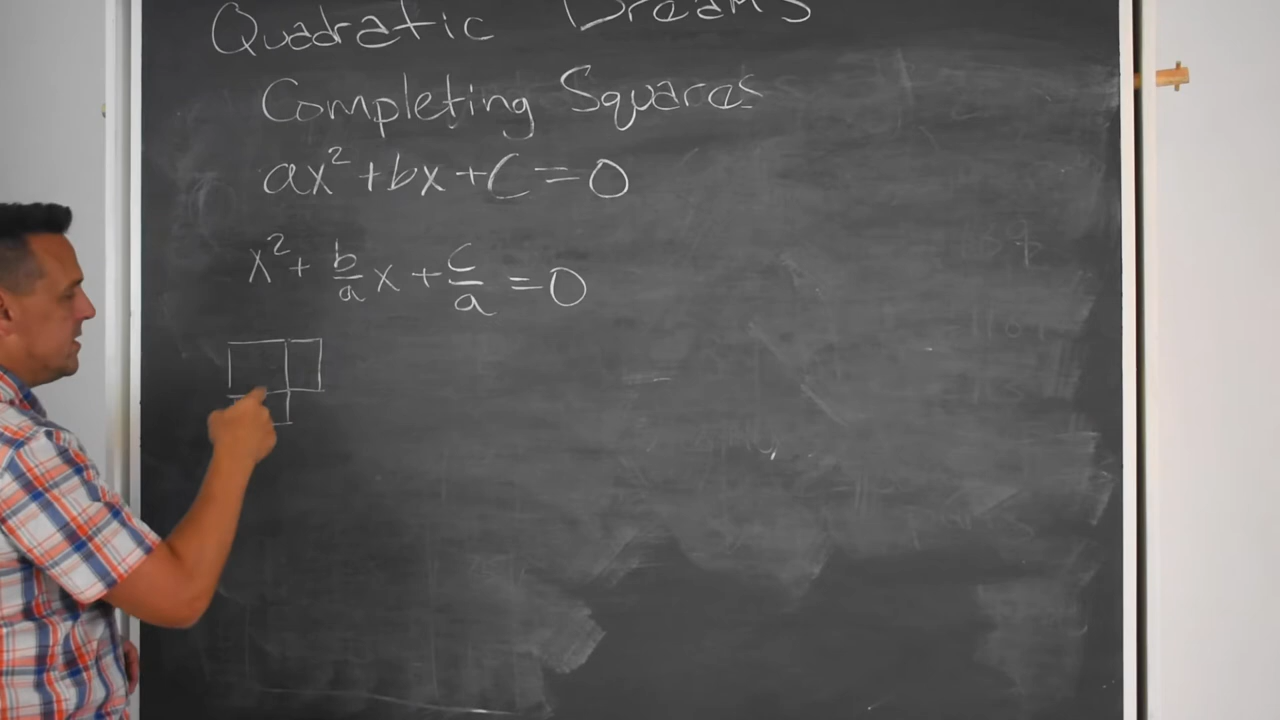 Quadratic Dreams
Completing Squares
ax²+bx+C=0
x²+ b/a x + c/a =0